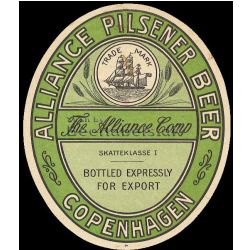 ALLIANCE PILSENER BEER
TRADE MARK
The Alliance Comp
SKATTEKLASSE I
BOTTLED EXPRESSLY
FOR EXPORT
COPENHAGEN